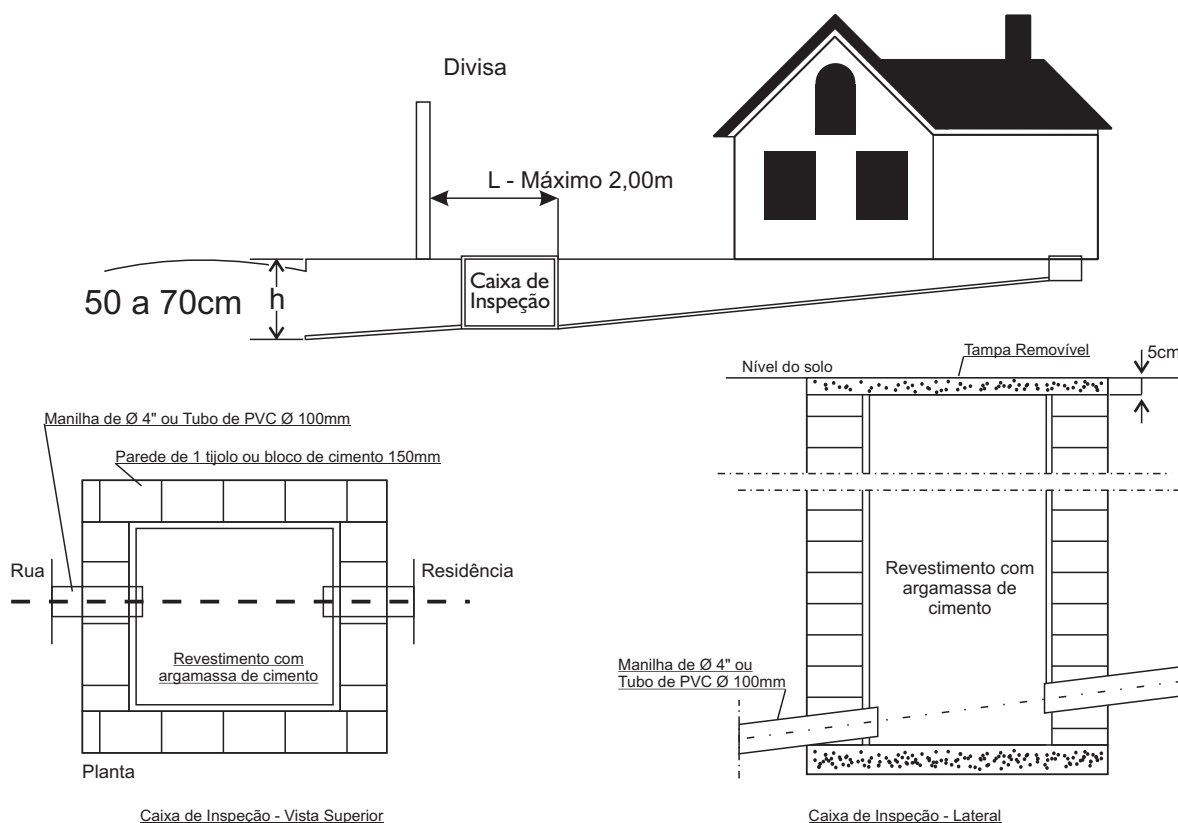 Divisa
L - Máximo 2,00m
50 a 70cm
h
Caixa de
Inspeção
Manilha de Ø 4" ou Tubo de PVC Ø 100mm
Parede de 1 tijolo ou bloco de cimento 150mm
Rua
Residência
Revestimento com
argamassa de cimento
Planta
Caixa de Inspeção - Vista Superior
Nível do solo
Tampa Removível
5cm
Revestimento com
argamassa de
cimento
Manilha de Ø 4" ou
Tubo de PVC Ø 100mm
Caixa de Inspeção - Lateral